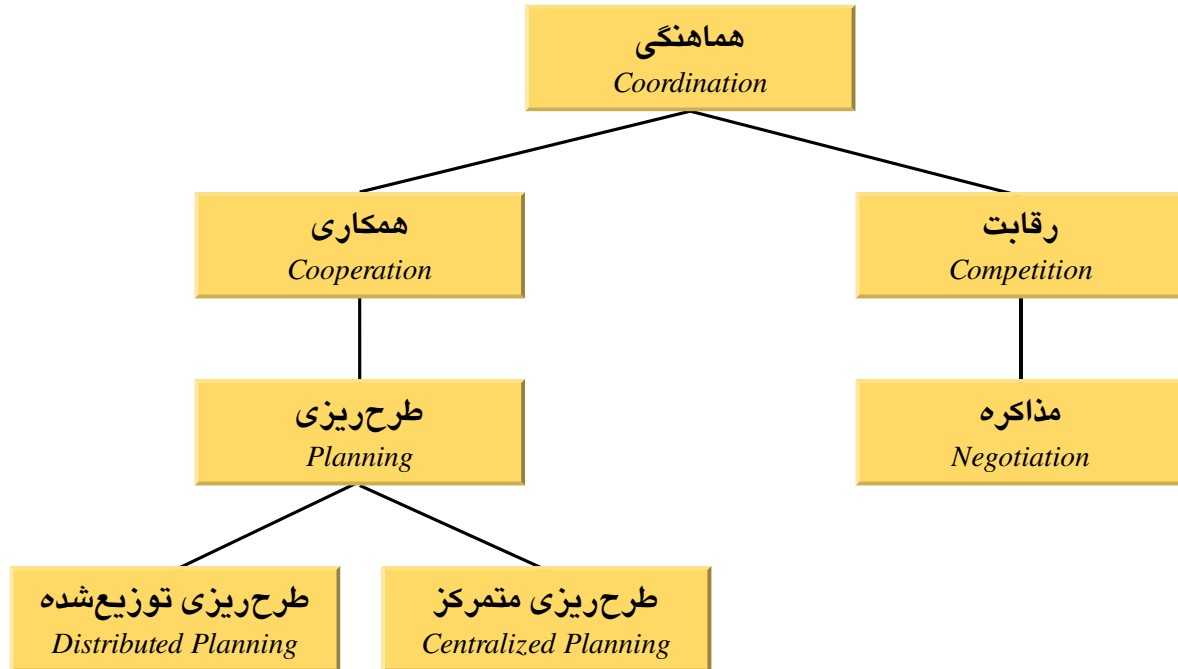 هماهنگی
Coordination
همکاری
Cooperation
رقابت
Competition
طرح‌ریزی
Planning
مذاکره
Negotiation
طرح‌ریزی توزیع‌شده
Distributed Planning
طرح‌ریزی متمرکز
Centralized Planning